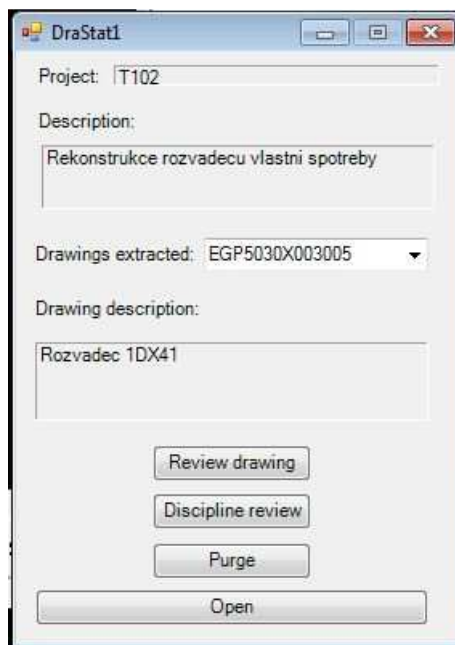 DraStat1
Project: T102
Description:
Rekonstrukce rozvadecu vlastni spotreby
Drawings extracted: EGP5030X003005
Drawing description:
Rozvadec 1DX41
Review drawing
Discipline review
Purge
Open